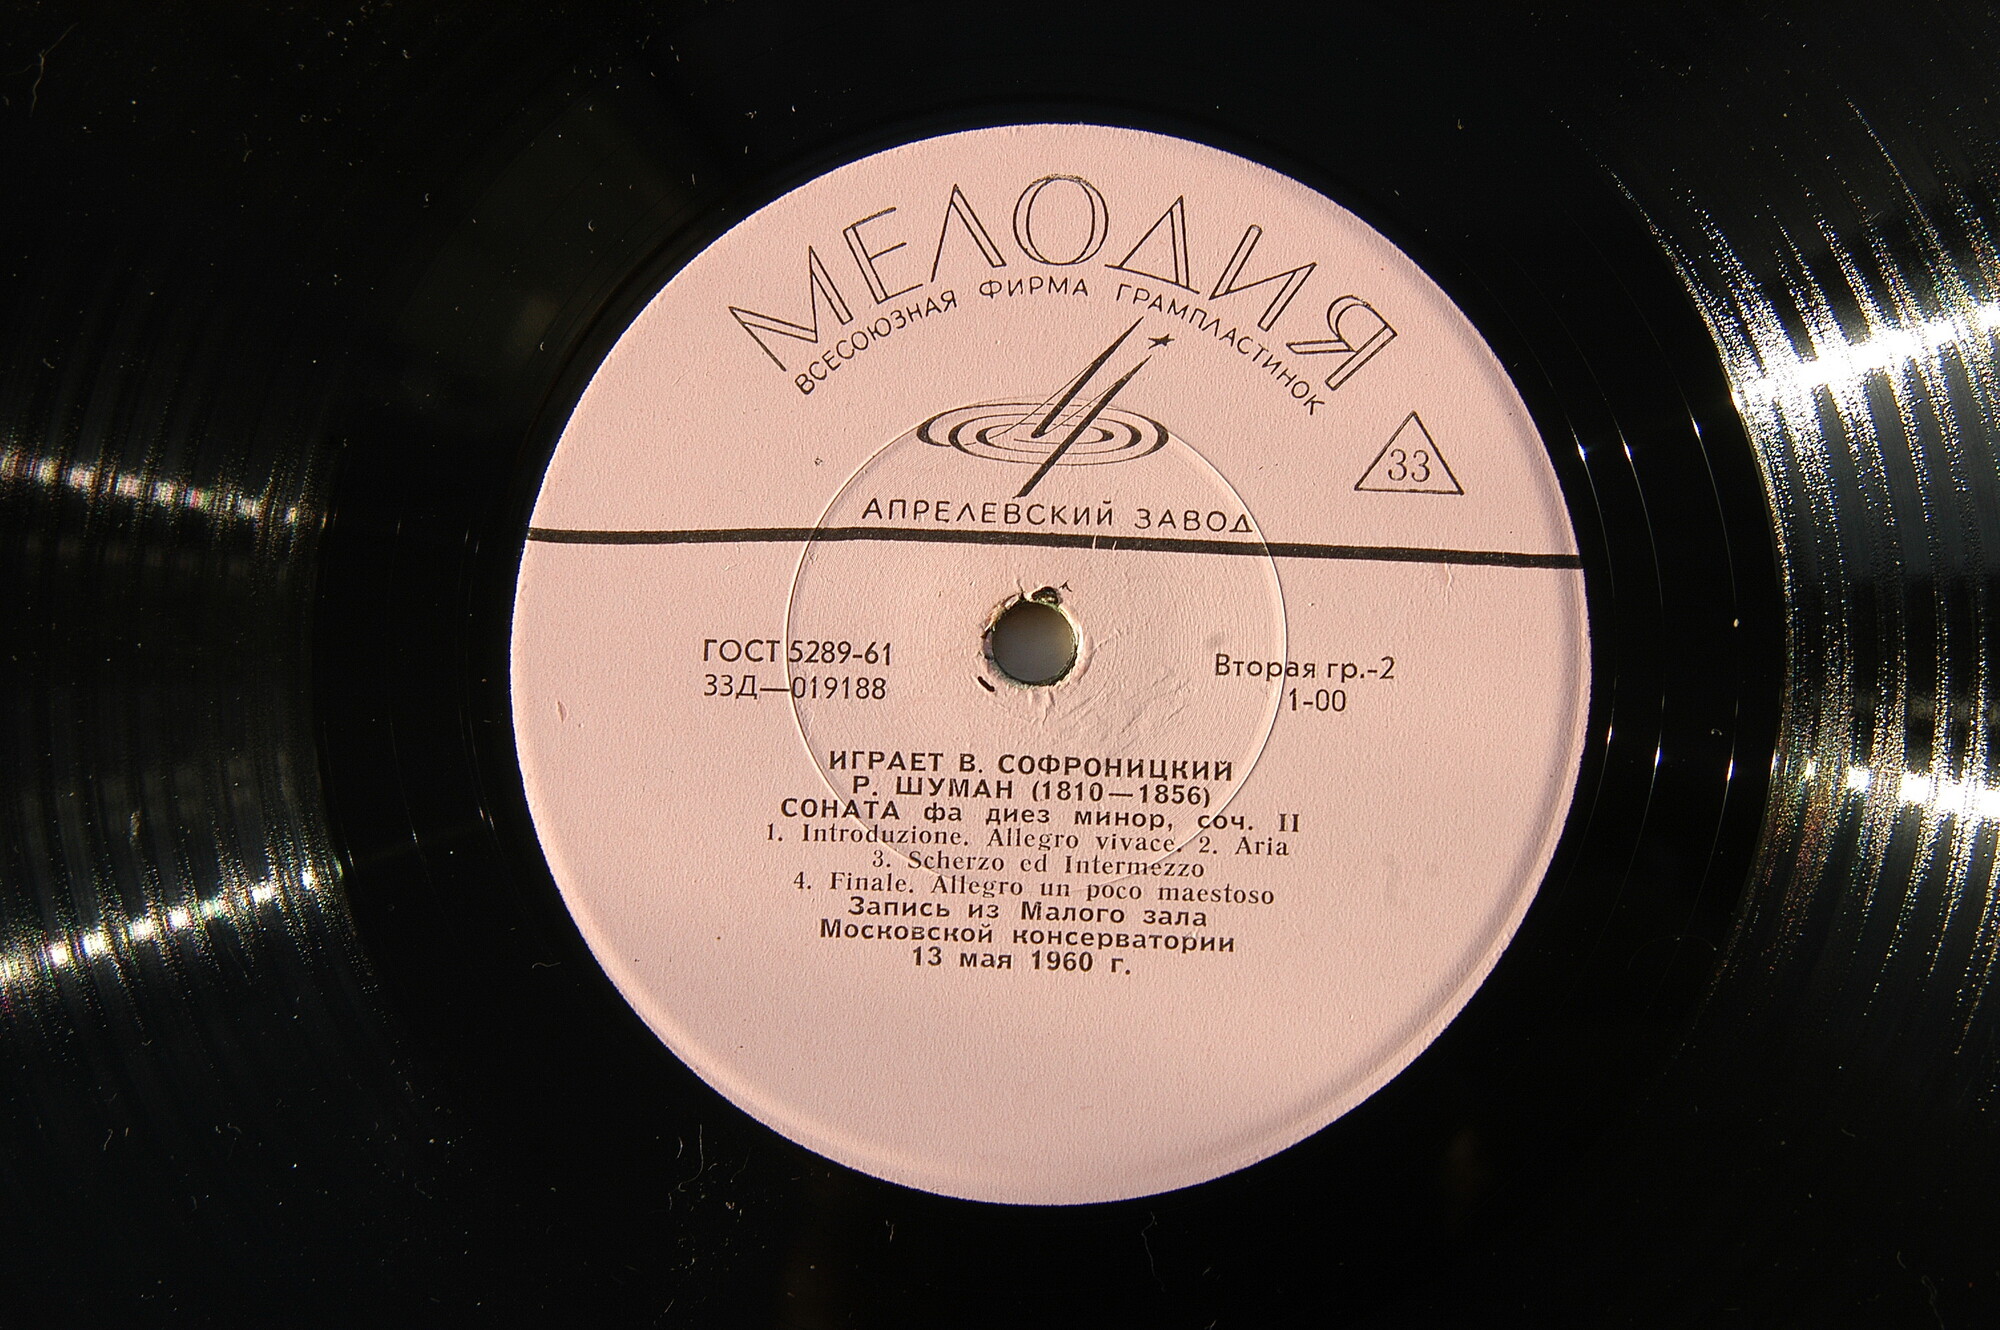 МЕЛОДИЯ
ВСЕСОЮЗНАЯ ФИРМА ГРАМПЛАСТИНОК
33
АПРЕЛЕВСКИЙ ЗАВОД
ГОСТ 5289-61
33Д—019188
Вторая гр.-2
1-00
ИГРАЕТ В. СОФРОНИЦКИЙ
Р. ШУМАН (1810—1856)
СОНАТА фа диез минор, соч. II
1. Introduzione. Allegro vivace. 2. Aria
3. Scherzo ed Intermezzo
4. Finale. Allegro un poco maestoso
Запись из Малого зала
Московской консерватории
13 мая 1960 г.